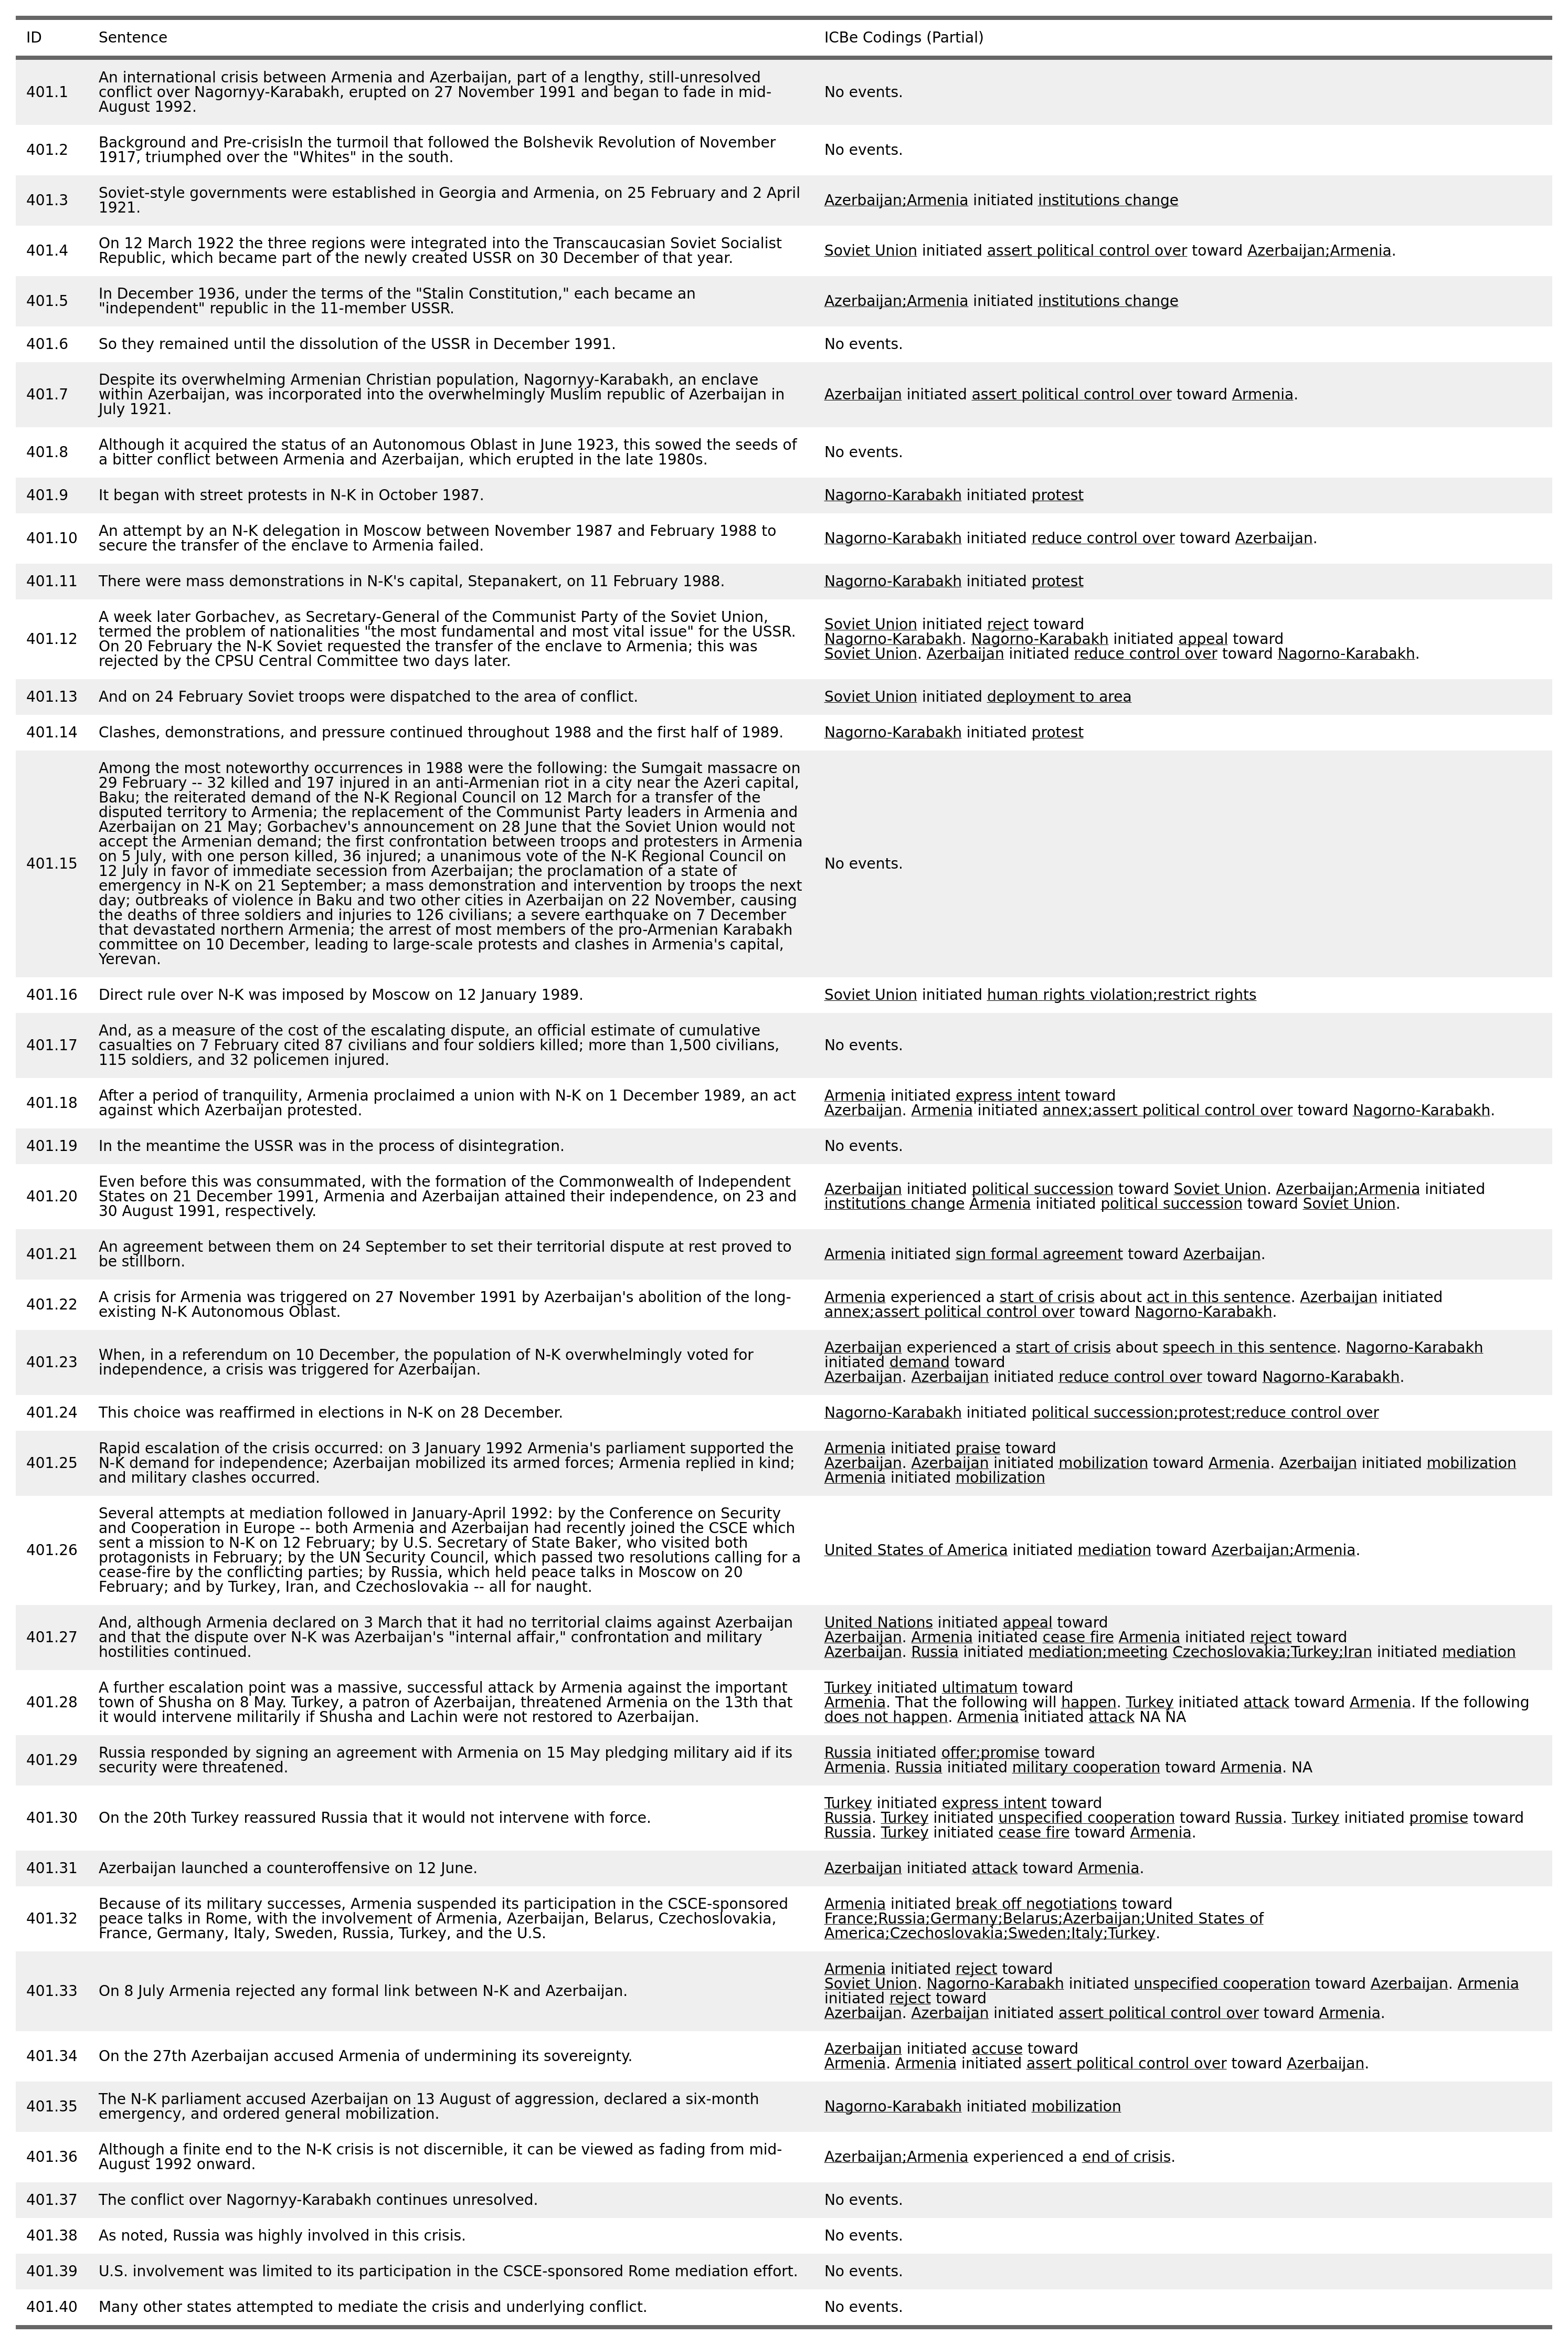 ID Sentence ICBe Codings (Partial)
401.1 An international crisis between Armenia and Azerbaijan, part of a lengthy, still-unresolved
conflict over Nagornyy-Karabakh, erupted on 27 November 1991 and began to fade in mid-
August 1992.
No events.
401.2 Background and Pre-crisisIn the turmoil that followed the Bolshevik Revolution of November
1917, triumphed over the "Whites" in the south.
No events.
401.3 Soviet-style governments were established in Georgia and Armenia, on 25 February and 2 April
1921.
Azerbaijan;Armenia initiated institutions change
401.4 On 12 March 1922 the three regions were integrated into the Transcaucasian Soviet Socialist
Republic, which became part of the newly created USSR on 30 December of that year.
Soviet Union initiated assert political control over toward Azerbaijan;Armenia.
401.5 In December 1936, under the terms of the "Stalin Constitution," each became an
"independent" republic in the 11-member USSR.
Azerbaijan;Armenia initiated institutions change
401.6 So they remained until the dissolution of the USSR in December 1991.
No events.
401.7 Despite its overwhelming Armenian Christian population, Nagornyy-Karabakh, an enclave
within Azerbaijan, was incorporated into the overwhelmingly Muslim republic of Azerbaijan in
July 1921.
Azerbaijan initiated assert political control over toward Armenia.
401.8 Although it acquired the status of an Autonomous Oblast in June 1923, this sowed the seeds of
a bitter conflict between Armenia and Azerbaijan, which erupted in the late 1980s.
No events.
401.9 It began with street protests in N-K in October 1987.
Nagorno-Karabakh initiated protest
401.10 An attempt by an N-K delegation in Moscow between November 1987 and February 1988 to
secure the transfer of the enclave to Armenia failed.
Nagorno-Karabakh initiated reduce control over toward Azerbaijan.
401.11 There were mass demonstrations in N-K's capital, Stepanakert, on 11 February 1988.
Nagorno-Karabakh initiated protest
401.12 A week later Gorbachev, as Secretary-General of the Communist Party of the Soviet Union,
termed the problem of nationalities "the most fundamental and most vital issue" for the USSR.
On 20 February the N-K Soviet requested the transfer of the enclave to Armenia; this was
rejected by the CPSU Central Committee two days later.
Soviet Union initiated reject toward
Nagorno-Karabakh. Nagorno-Karabakh initiated appeal toward
Soviet Union. Azerbaijan initiated reduce control over toward Nagorno-Karabakh.
401.13 And on 24 February Soviet troops were dispatched to the area of conflict.
Soviet Union initiated deployment to area
401.14 Clashes, demonstrations, and pressure continued throughout 1988 and the first half of 1989.
Nagorno-Karabakh initiated protest
401.15 Among the most noteworthy occurrences in 1988 were the following: the Sumgait massacre on
29 February -- 32 killed and 197 injured in an anti-Armenian riot in a city near the Azeri capital,
Baku; the reiterated demand of the N-K Regional Council on 12 March for a transfer of the
disputed territory to Armenia; the replacement of the Communist Party leaders in Armenia and
Azerbaijan on 21 May; Gorbachev's announcement on 28 June that the Soviet Union would not
accept the Armenian demand; the first confrontation between troops and protesters in Armenia
on 5 July, with one person killed, 36 injured; a unanimous vote of the N-K Regional Council on
12 July in favor of immediate secession from Azerbaijan; the proclamation of a state of
emergency in N-K on 21 September; a mass demonstration and intervention by troops the next
day; outbreaks of violence in Baku and two other cities in Azerbaijan on 22 November, causing
the deaths of three soldiers and injuries to 126 civilians; a severe earthquake on 7 December
that devastated northern Armenia; the arrest of most members of the pro-Armenian Karabakh
committee on 10 December, leading to large-scale protests and clashes in Armenia's capital,
Yerevan.
No events.
401.16 Direct rule over N-K was imposed by Moscow on 12 January 1989.
Soviet Union initiated human rights violation;restrict rights
401.17 And, as a measure of the cost of the escalating dispute, an official estimate of cumulative
casualties on 7 February cited 87 civilians and four soldiers killed; more than 1,500 civilians,
115 soldiers, and 32 policemen injured.
No events.
401.18 After a period of tranquility, Armenia proclaimed a union with N-K on 1 December 1989, an act
against which Azerbaijan protested.
Armenia initiated express intent toward
Azerbaijan. Armenia initiated annex;assert political control over toward Nagorno-Karabakh.
401.19 In the meantime the USSR was in the process of disintegration.
No events.
401.20 Even before this was consummated, with the formation of the Commonwealth of Independent
States on 21 December 1991, Armenia and Azerbaijan attained their independence, on 23 and
30 August 1991, respectively.
Azerbaijan initiated political succession toward Soviet Union. Azerbaijan;Armenia initiated
institutions change Armenia initiated political succession toward Soviet Union.
401.21 An agreement between them on 24 September to set their territorial dispute at rest proved to
be stillborn.
Armenia initiated sign formal agreement toward Azerbaijan.
401.22 A crisis for Armenia was triggered on 27 November 1991 by Azerbaijan's abolition of the long-
existing N-K Autonomous Oblast.
Armenia experienced a start of crisis about act in this sentence. Azerbaijan initiated
annex;assert political control over toward Nagorno-Karabakh.
401.23 When, in a referendum on 10 December, the population of N-K overwhelmingly voted for
independence, a crisis was triggered for Azerbaijan.
Azerbaijan experienced a start of crisis about speech in this sentence. Nagorno-Karabakh
initiated demand toward
Azerbaijan. Azerbaijan initiated reduce control over toward Nagorno-Karabakh.
401.24 This choice was reaffirmed in elections in N-K on 28 December.
Nagorno-Karabakh initiated political succession;protest;reduce control over
401.25 Rapid escalation of the crisis occurred: on 3 January 1992 Armenia's parliament supported the
N-K demand for independence; Azerbaijan mobilized its armed forces; Armenia replied in kind;
and military clashes occurred.
Armenia initiated praise toward
Azerbaijan. Azerbaijan initiated mobilization toward Armenia. Azerbaijan initiated mobilization
Armenia initiated mobilization
401.26 Several attempts at mediation followed in January-April 1992: by the Conference on Security
and Cooperation in Europe -- both Armenia and Azerbaijan had recently joined the CSCE which
sent a mission to N-K on 12 February; by U.S. Secretary of State Baker, who visited both
protagonists in February; by the UN Security Council, which passed two resolutions calling for a
cease-fire by the conflicting parties; by Russia, which held peace talks in Moscow on 20
February; and by Turkey, Iran, and Czechoslovakia -- all for naught.
United States of America initiated mediation toward Azerbaijan;Armenia.
401.27 And, although Armenia declared on 3 March that it had no territorial claims against Azerbaijan
and that the dispute over N-K was Azerbaijan's "internal affair," confrontation and military
hostilities continued.
United Nations initiated appeal toward
Azerbaijan. Armenia initiated cease fire Armenia initiated reject toward
Azerbaijan. Russia initiated mediation;meeting Czechoslovakia;Turkey;Iran initiated mediation
401.28 A further escalation point was a massive, successful attack by Armenia against the important
town of Shusha on 8 May. Turkey, a patron of Azerbaijan, threatened Armenia on the 13th that
it would intervene militarily if Shusha and Lachin were not restored to Azerbaijan.
Turkey initiated ultimatum toward
Armenia. That the following will happen. Turkey initiated attack toward Armenia. If the following
does not happen. Armenia initiated attack NA NA
401.29 Russia responded by signing an agreement with Armenia on 15 May pledging military aid if its
security were threatened.
Russia initiated offer;promise toward
Armenia. Russia initiated military cooperation toward Armenia. NA
401.30 On the 20th Turkey reassured Russia that it would not intervene with force.
Turkey initiated express intent toward
Russia. Turkey initiated unspecified cooperation toward Russia. Turkey initiated promise toward
Russia. Turkey initiated cease fire toward Armenia.
401.31 Azerbaijan launched a counteroffensive on 12 June.
Azerbaijan initiated attack toward Armenia.
401.32 Because of its military successes, Armenia suspended its participation in the CSCE-sponsored
peace talks in Rome, with the involvement of Armenia, Azerbaijan, Belarus, Czechoslovakia,
France, Germany, Italy, Sweden, Russia, Turkey, and the U.S.
Armenia initiated break off negotiations toward
France;Russia;Germany;Belarus;Azerbaijan;United States of
America;Czechoslovakia;Sweden;Italy;Turkey.
401.33 On 8 July Armenia rejected any formal link between N-K and Azerbaijan.
Armenia initiated reject toward
Soviet Union. Nagorno-Karabakh initiated unspecified cooperation toward Azerbaijan. Armenia
initiated reject toward
Azerbaijan. Azerbaijan initiated assert political control over toward Armenia.
401.34 On the 27th Azerbaijan accused Armenia of undermining its sovereignty.
Azerbaijan initiated accuse toward
Armenia. Armenia initiated assert political control over toward Azerbaijan.
401.35 The N-K parliament accused Azerbaijan on 13 August of aggression, declared a six-month
emergency, and ordered general mobilization.
Nagorno-Karabakh initiated mobilization
401.36 Although a finite end to the N-K crisis is not discernible, it can be viewed as fading from mid-
August 1992 onward.
Azerbaijan;Armenia experienced a end of crisis.
401.37 The conflict over Nagornyy-Karabakh continues unresolved.
No events.
401.38 As noted, Russia was highly involved in this crisis.
No events.
401.39 U.S. involvement was limited to its participation in the CSCE-sponsored Rome mediation effort.
No events.
401.40 Many other states attempted to mediate the crisis and underlying conflict.
No events.